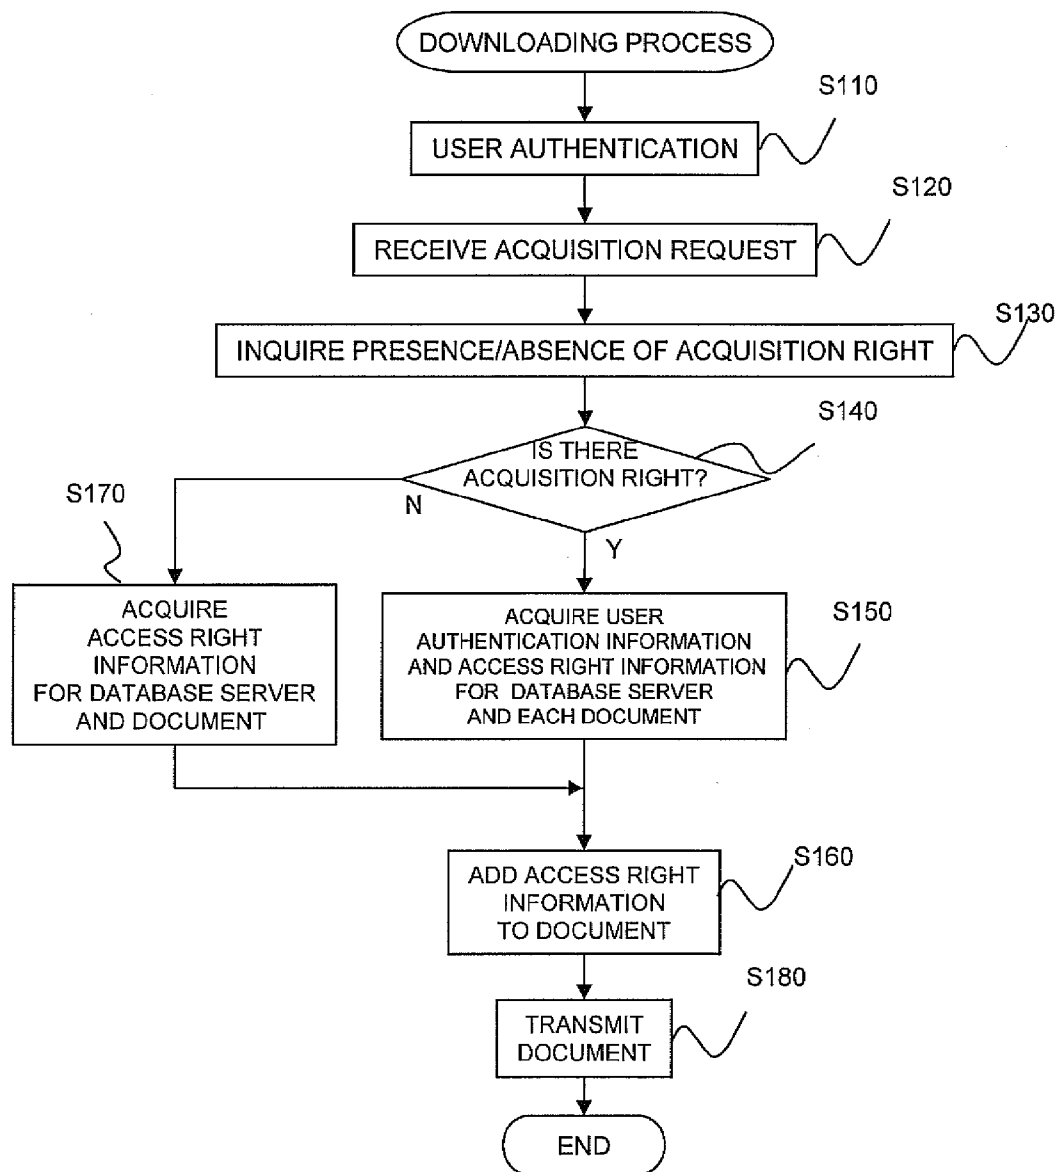 DOWNLOADING PROCESS
S110
USER AUTHENTICATION
S120
RECEIVE ACQUISITION REQUEST
S130
INQUIRE PRESENCE/ABSENCE OF ACQUISITION RIGHT
S140
IS THERE
ACQUISITION RIGHT?
N
Y
S170
ACQUIRE
ACCESS RIGHT
INFORMATION
FOR DATABASE SERVER
AND DOCUMENT
S150
ACQUIRE USER
AUTHENTICATION INFORMATION
AND ACCESS RIGHT INFORMATION
FOR DATABASE SERVER
AND EACH DOCUMENT
S160
ADD ACCESS RIGHT
INFORMATION
TO DOCUMENT
S180
TRANSMIT
DOCUMENT
END